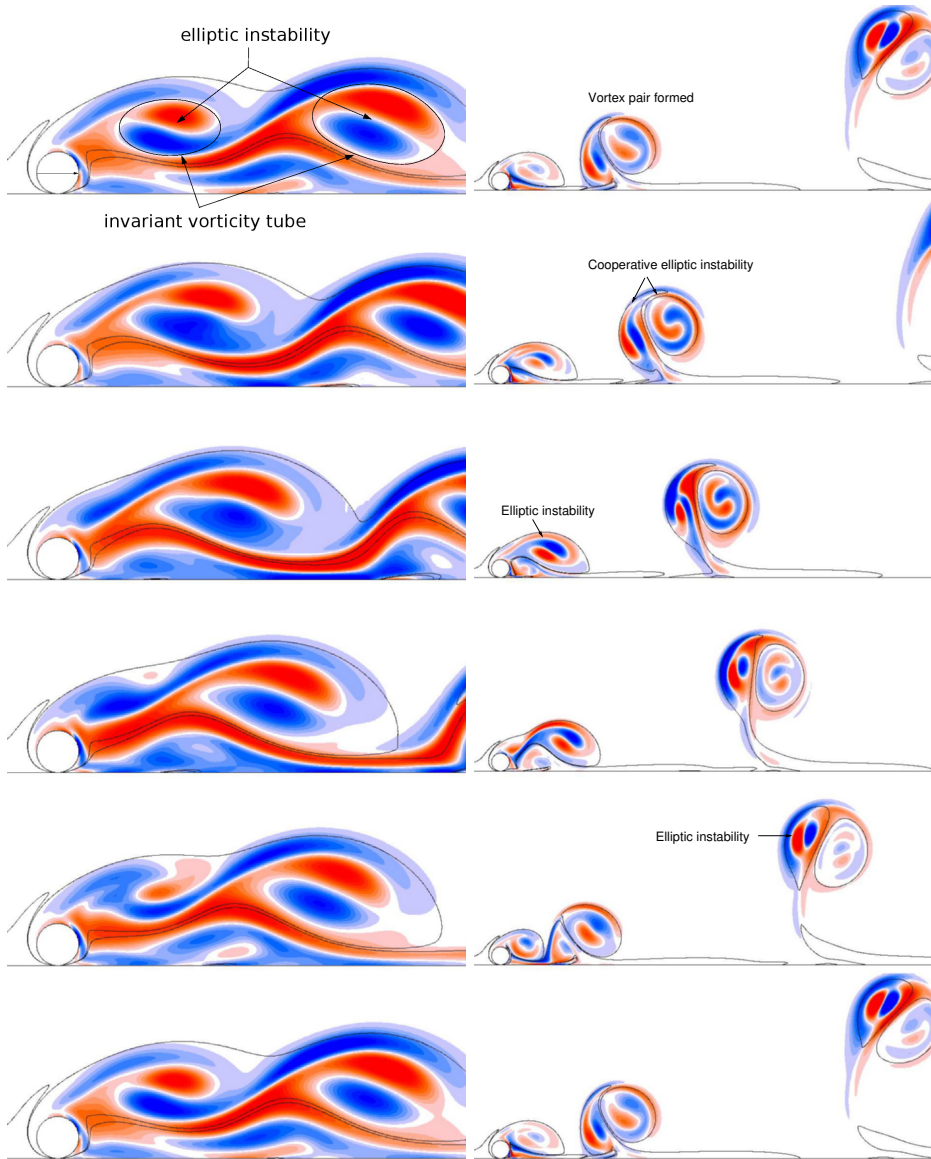 elliptic instability
invariant vorticity tube
Vortex pair formed
Cooperative elliptic instability
Elliptic instability
Elliptic instability